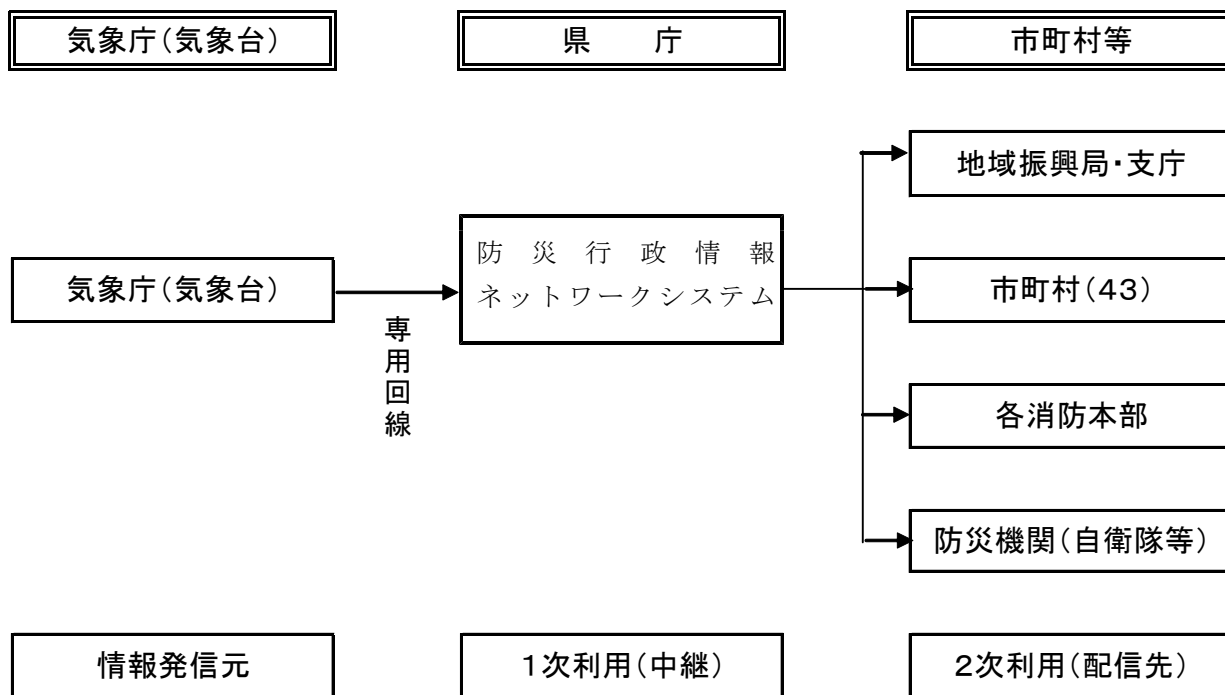 気象庁(気象台)
県 庁
市町村等
地域振興局・支庁
気象庁(気象台)
専用回線
防災行政情報
ネットワークシステム
市町村(43)
各消防本部
防災機関(自衛隊等)
情報発信元
1次利用(中継)
2次利用(配信先)